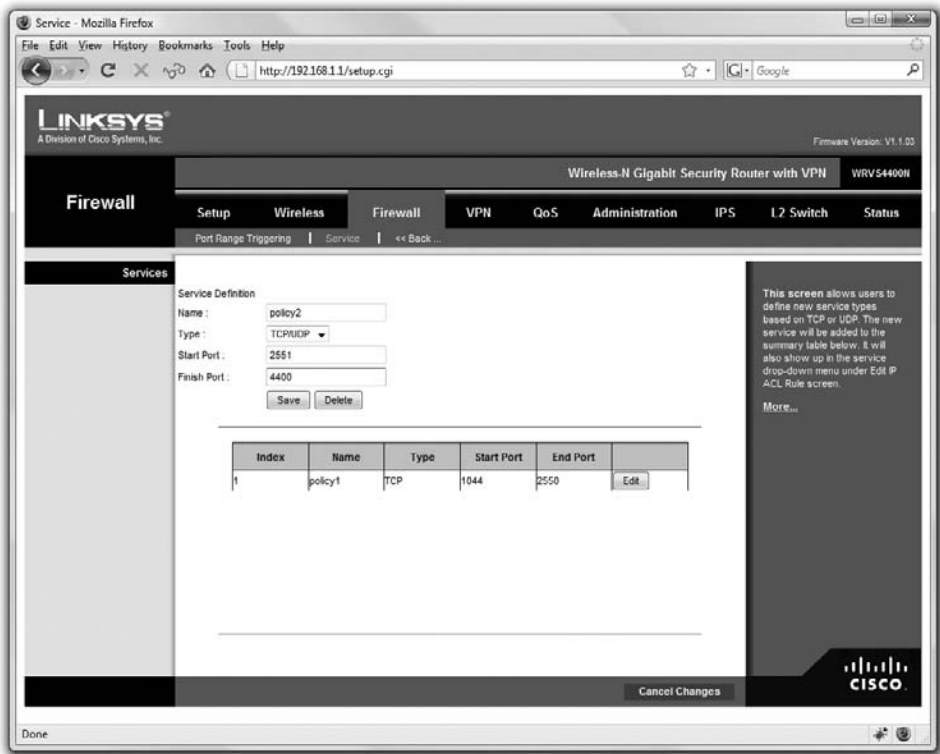 Service - Mozilla Firefox
File Edit View History Bookmarks Tools Help
http://192.168.1.1/setup.cgi
Google
LINKSYS®
A Division of Cisco Systems, Inc.
Firmware Version: V1.1.03
Wireless-N Gigabit Security Router with VPN WRVS4400N
Firewall
Setup Wireless Firewall VPN QoS Administration IPS L2 Switch Status
Port Range Triggering | Service | << Back ...
Services
Service Definition
Name : policy2
Type : TCP/UDP
Start Port : 2551
Finish Port : 4400
Save Delete
Index Name Type Start Port End Port
1 policy1 TCP 1044 2550 Edit
This screen allows users to
define new service types
based on TCP or UDP. The new
service will be added to the
summary table below. It will
also show up in the service
drop-down menu under Edit IP
ACL Rule screen.
More...
Cancel Changes
CISCO.
Done